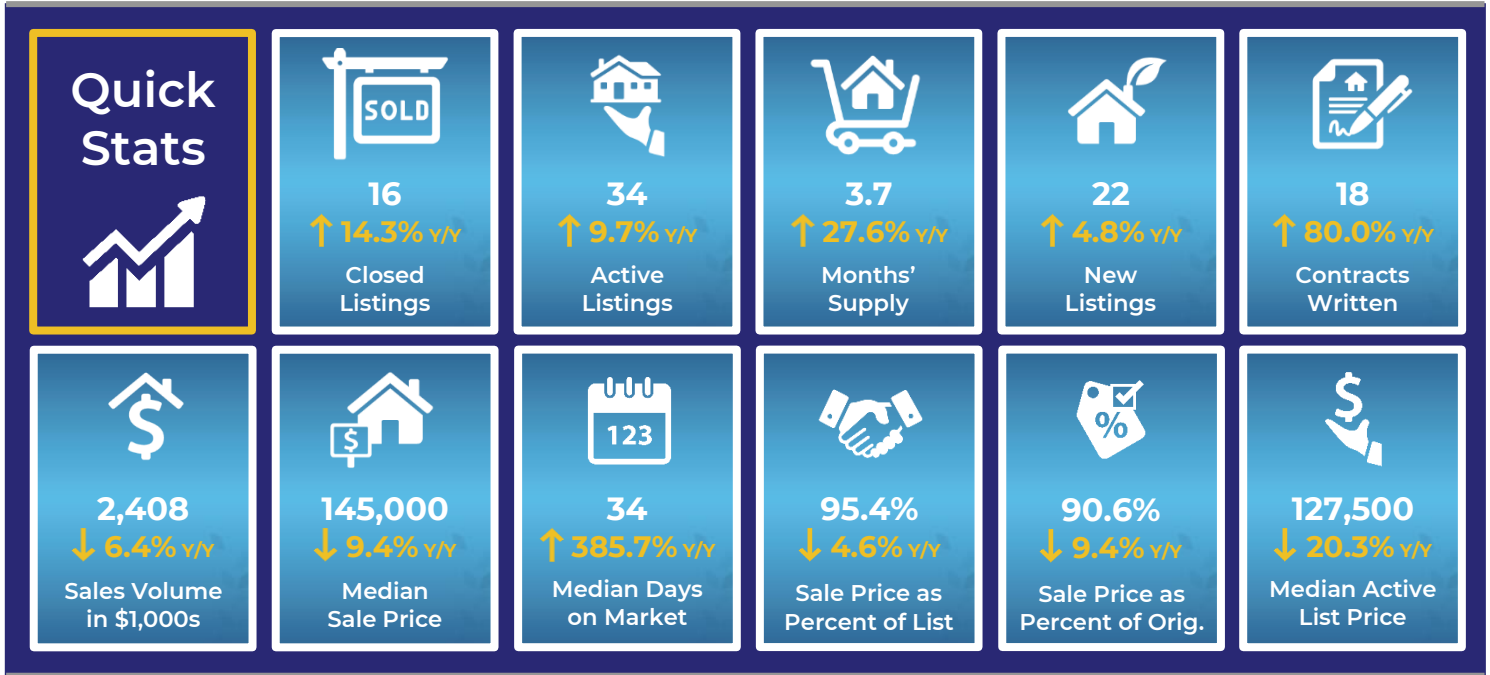 Quick
Stats
SOLD
16
↑ 14.3% Y/Y
Closed
Listings
34
↑ 9.7% Y/Y
Active
Listings
3.7
↑ 27.6% Y/Y
Months’
Supply
22
↑ 4.8% Y/Y
New
Listings
18
↑ 80.0% Y/Y
Contracts
Written
$
2,408
↓ 6.4% Y/Y
Sales Volume
in $1,000s
$
145,000
↓ 9.4% Y/Y
Median
Sale Price
123
34
↑ 385.7% Y/Y
Median Days
on Market
95.4%
↓ 4.6% Y/Y
Sale Price as
Percent of List
%
90.6%
↓ 9.4% Y/Y
Sale Price as
Percent of Orig.
$
127,500
↓ 20.3% Y/Y
Median Active
List Price